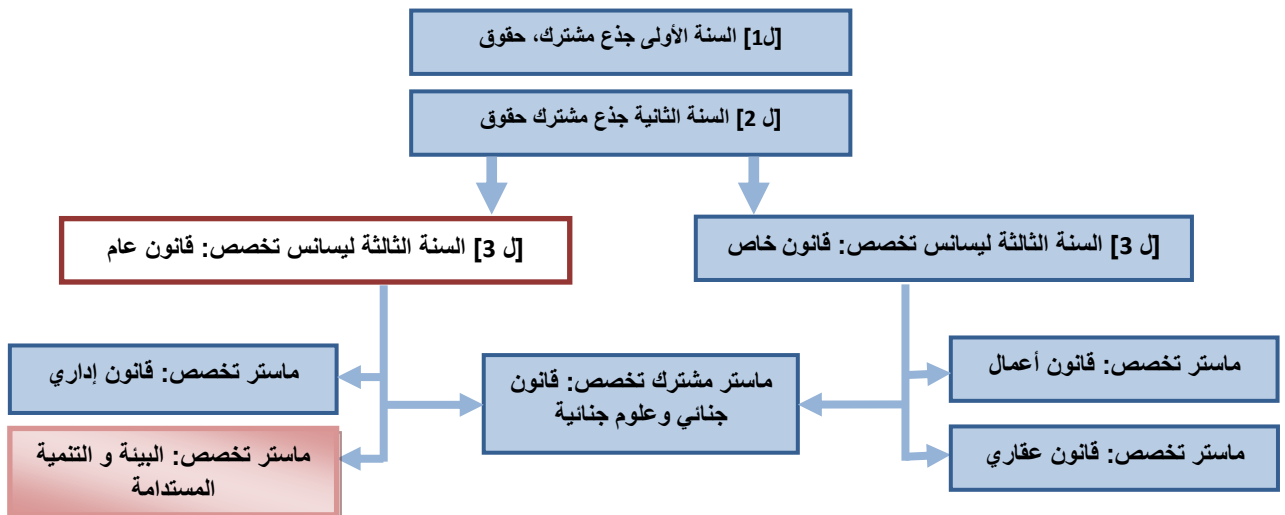 [ل1] السنة الأولى جذع مشترك، حقوق
[ل 2] السنة الثانية جذع مشترك حقوق
[ل 3] السنة الثالثة ليسانس تخصص: قانون خاص
[ل 3] السنة الثالثة ليسانس تخصص: قانون عام
ماستر تخصص: قانون أعمال
ماستر مشترك تخصص: قانون
جنائي وعلوم جنائية
ماستر تخصص: قانون إداري
ماستر تخصص: قانون عقاري
ماستر تخصص: البيئة و التنمية
المستدامة